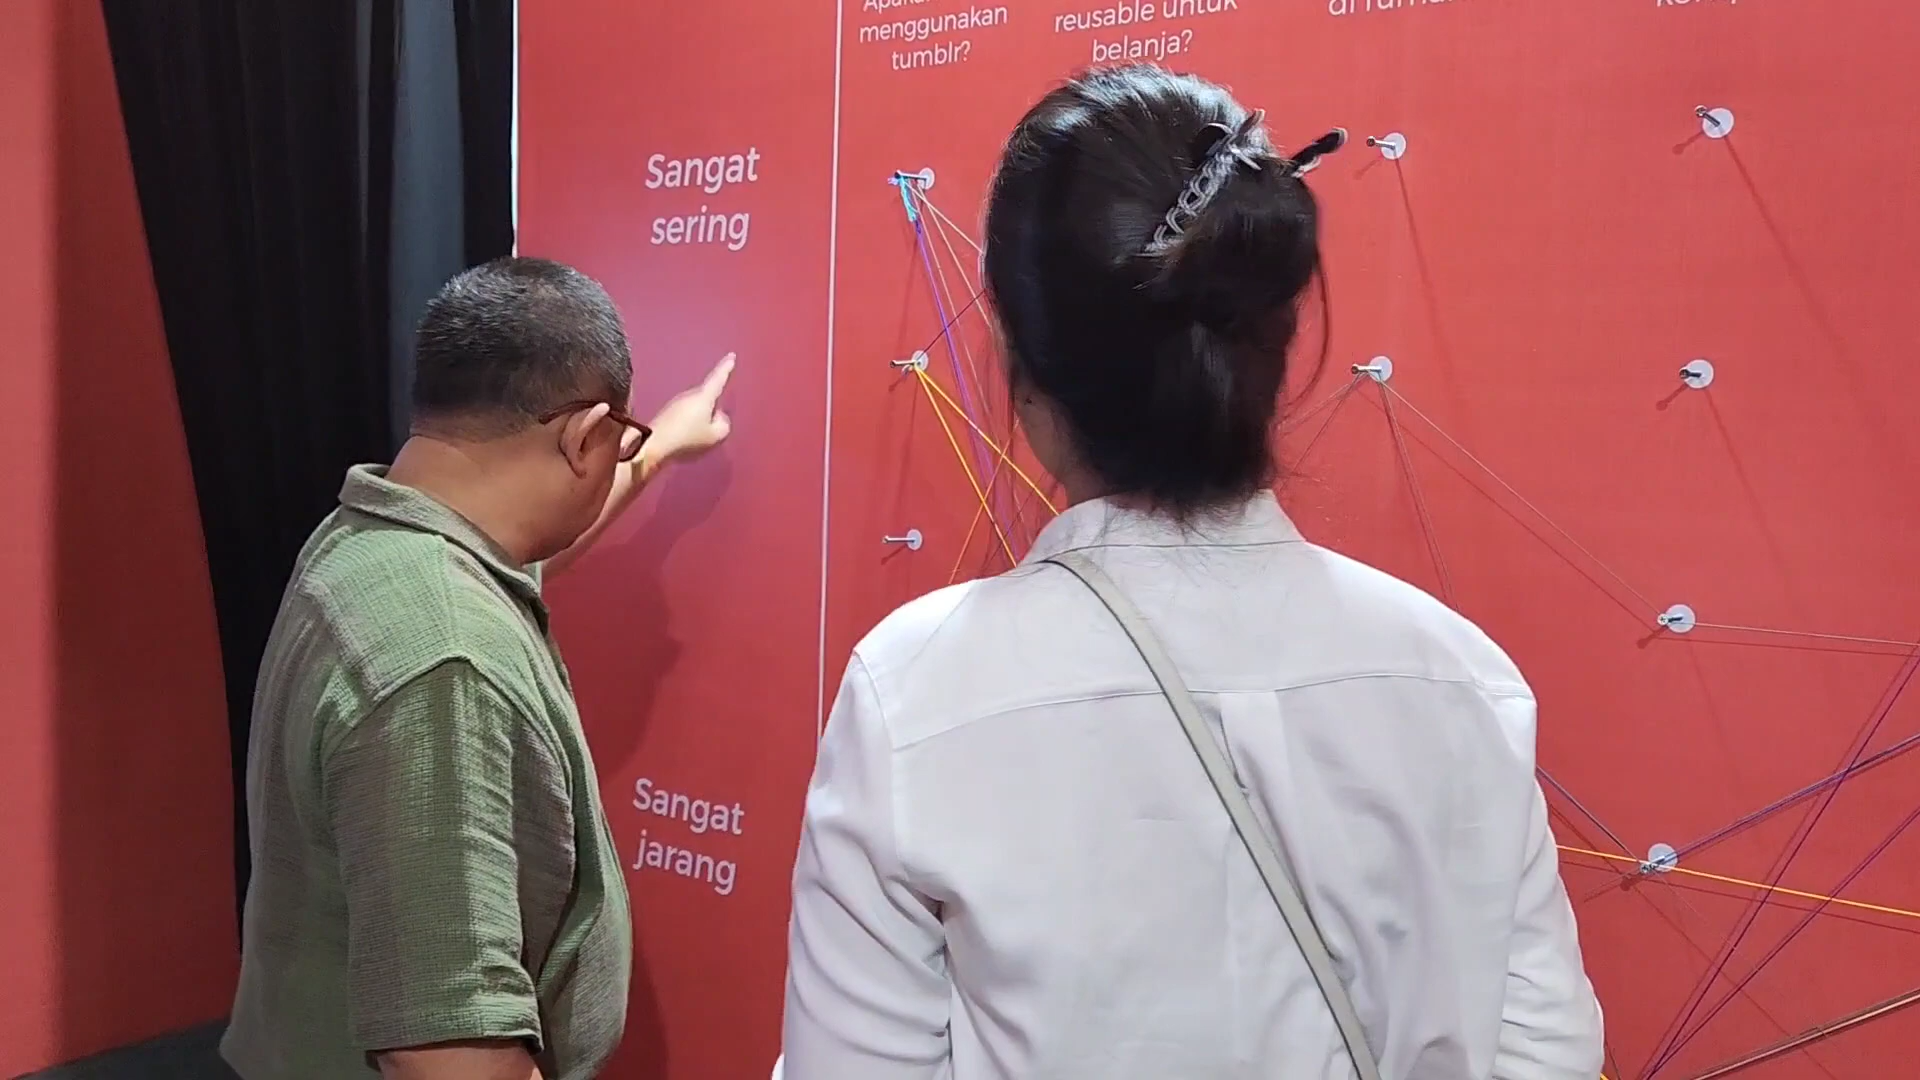 menggunakan
tumblr?
reusable untuk
belanja?
Sangat
sering
Sangat
jarang